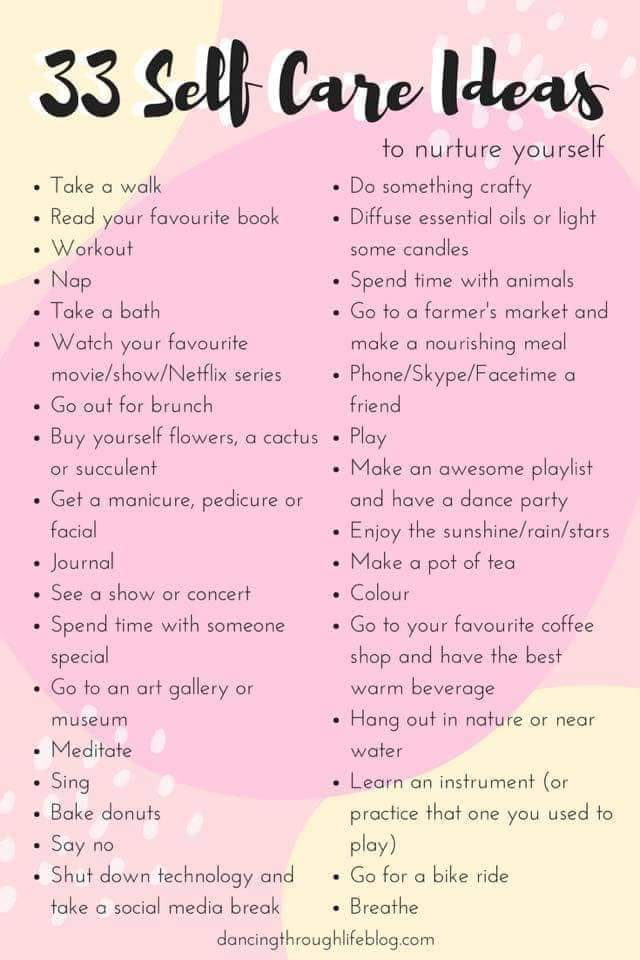 33 Self Care Ideas
to nurture yourself
• Take a walk
• Read your favourite book
• Workout
• Nap
• Take a bath
• Watch your favourite
movie/show/Netflix series
• Go out for brunch
• Buy yourself flowers, a cactus
or succulent
• Get a manicure, pedicure or
facial
• Journal
• See a show or concert
• Spend time with someone
special
• Go to an art gallery or
museum
• Meditate
• Sing
• Bake donuts
• Say no
• Shut down technology and
take a social media break
• Do something crafty
• Diffuse essential oils or light
some candles
• Spend time with animals
• Go to a farmer's market and
make a nourishing meal
• Phone/Skype/Facetime a
friend
• Play
• Make an awesome playlist
and have a dance party
• Enjoy the sunshine/rain/stars
• Make a pot of tea
• Colour
• Go to your favourite coffee
shop and have the best
warm beverage
• Hang out in nature or near
water
• Learn an instrument (or
practice that one you used to
play)
• Go for a bike ride
• Breathe
dancingthroughlifeblog.com